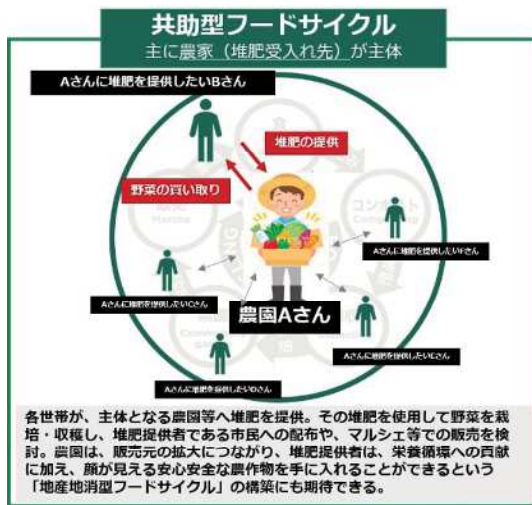 共助型フードサイクル
主に農家（堆肥受入れ先）が主体
Aさんに堆肥を提供したいBさん
堆肥の提供
野菜の買い取り
コンポスト
Aさんに堆肥を提供したいFさん
Aさんに堆肥を提供したいCさん
農園Aさん
Aさんに堆肥を提供したいEさん
Aさんに堆肥を提供したいDさん
各世帯が、主体となる農園等へ堆肥を提供。その堆肥を使用して野菜を栽
培・収穫し、堆肥提供者である市民への配布や、マルシェ等での販売を検
討。農園は、販売元の拡大につながり、堆肥提供者は、栄養循環への貢献
に加え、顔が見える安心安全な農作物を手に入れることができるという
「地産地消型フードサイクル」の構築にも期待できる。